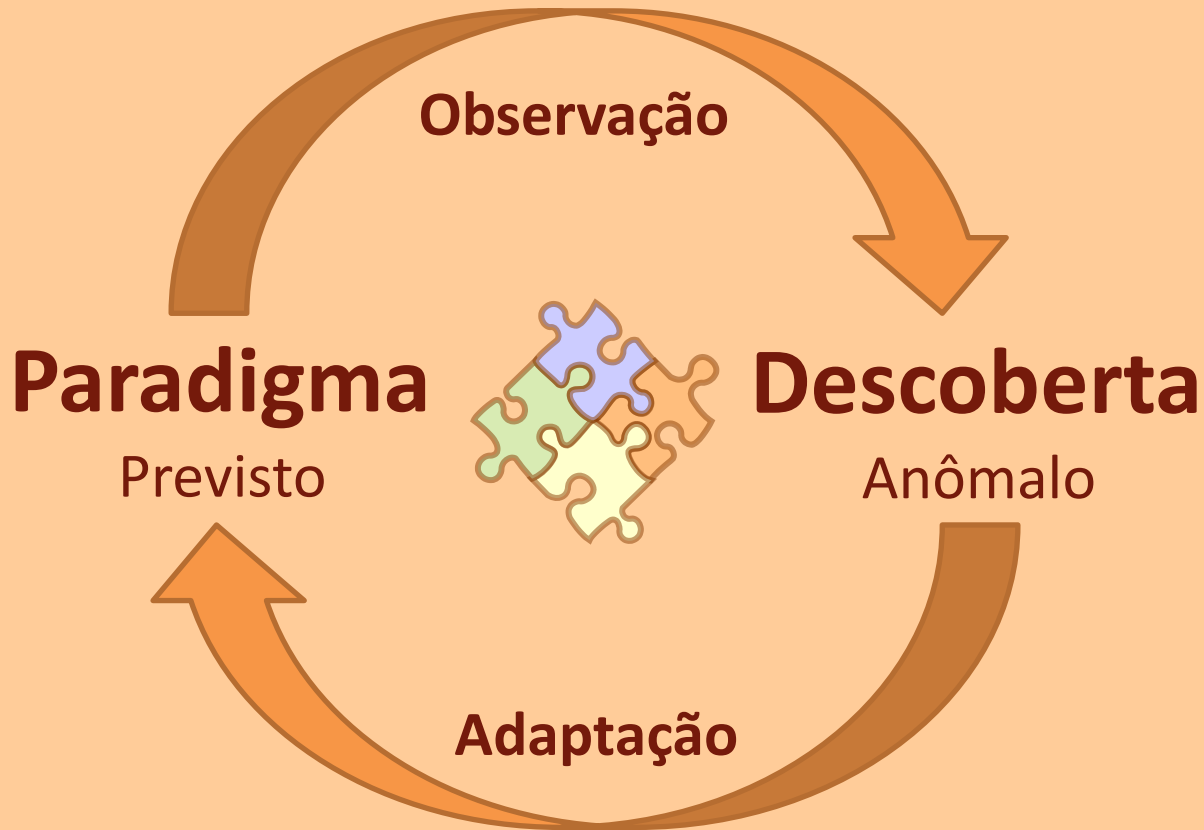 Observação
Paradigma
Previsto
Descoberta
Anômalo
Adaptação